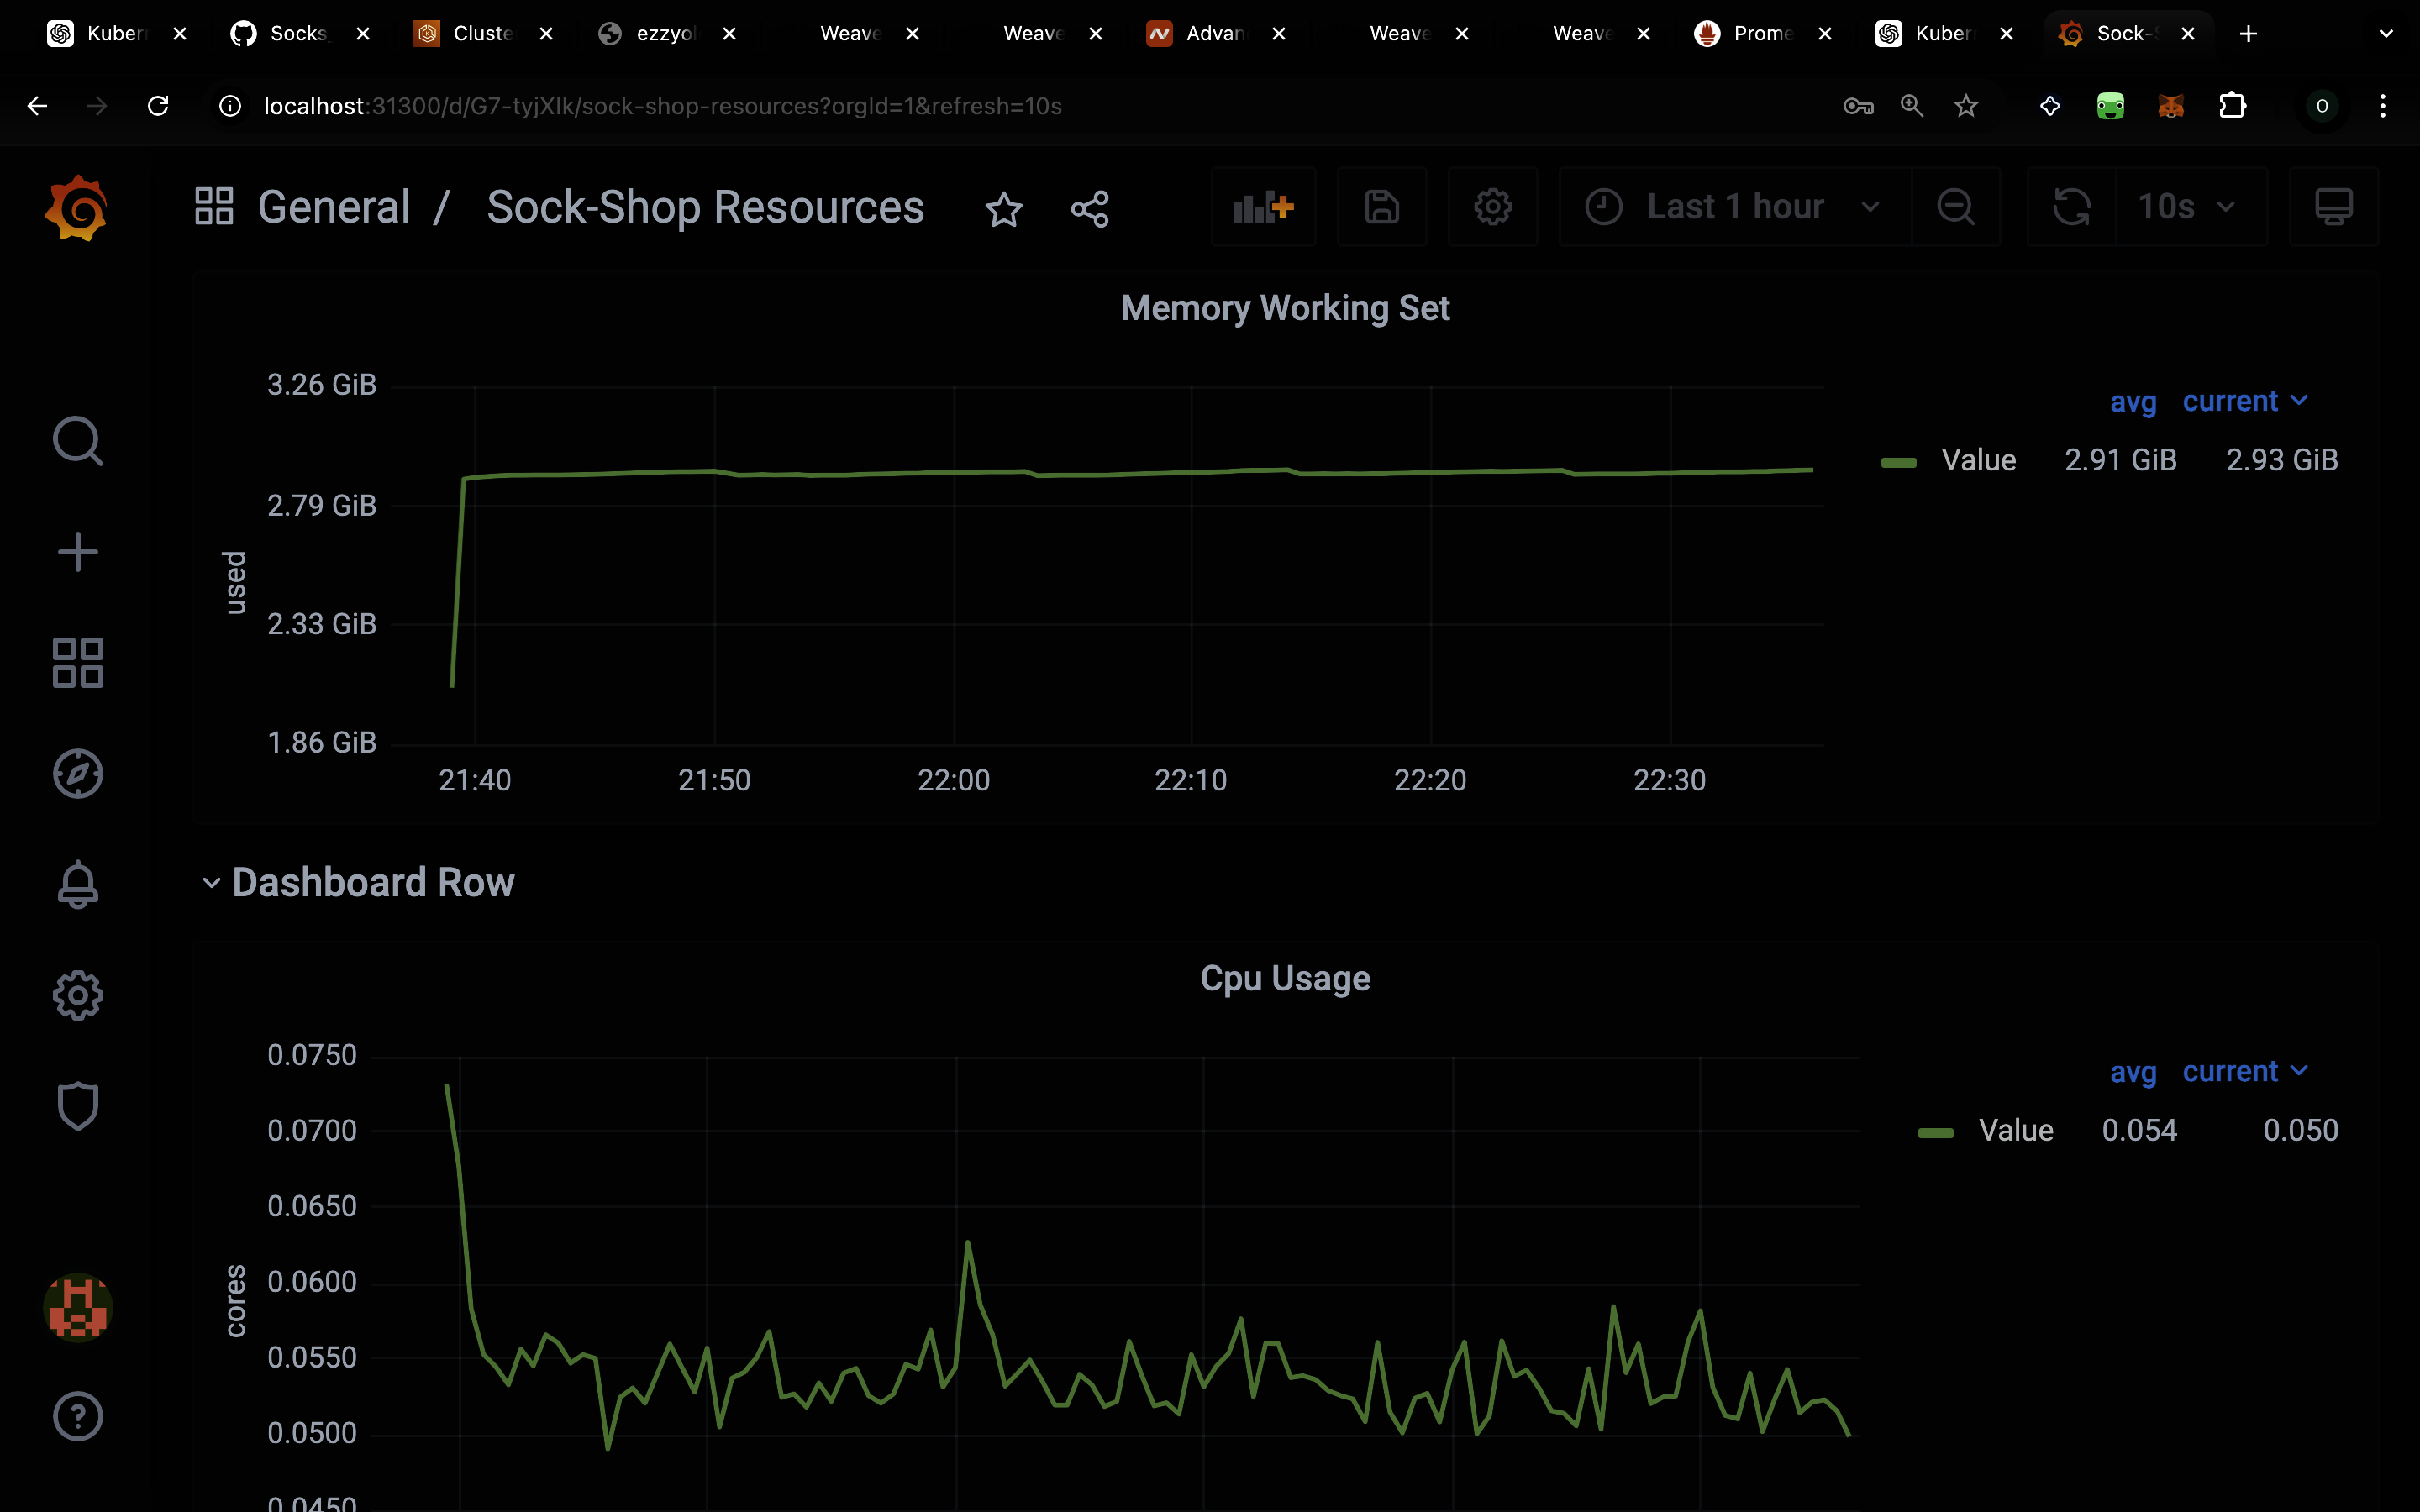 Kuber
Socks_
Cluste
ezzyol
Weave
Weave
Advan
Weave
Weave
Prome
Kuber
Sock-S
localhost:31300/d/G7-tyjXIk/sock-shop-resources?orgId=1&refresh=10s
O
General / Sock-Shop Resources
Last 1 hour
10s
Memory Working Set
3.26 GiB
2.79 GiB
2.33 GiB
1.86 GiB
used
21:40 21:50 22:00 22:10 22:20 22:30
avg current
Value 2.91 GiB 2.93 GiB
Dashboard Row
Cpu Usage
0.0750
0.0700
0.0650
0.0600
0.0550
0.0500
0.0450
cores
avg current
Value 0.054 0.050